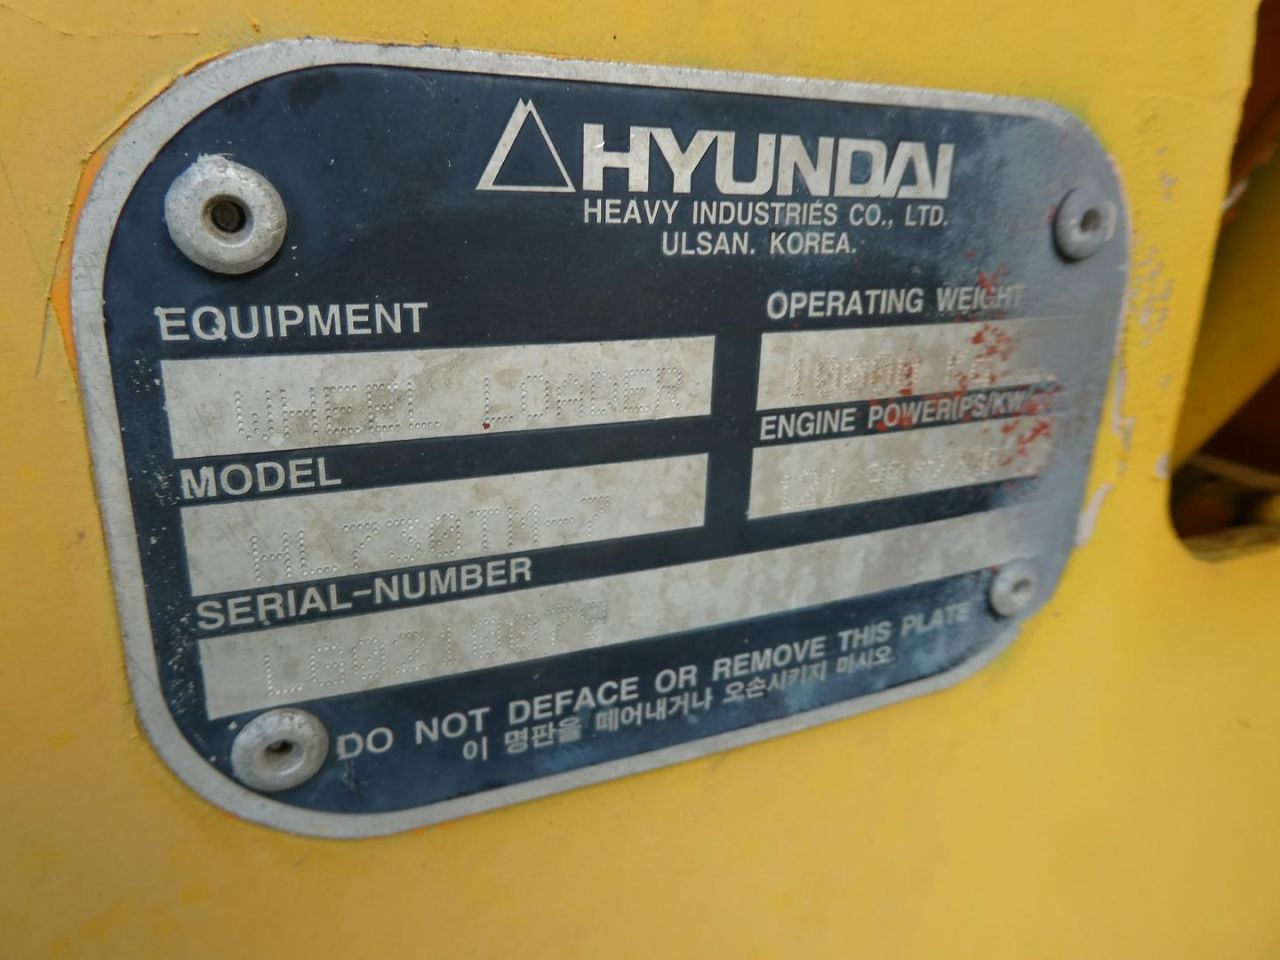 HYUNDAI
HEAVY INDUSTRIES CO., LTD.
ULSAN. KOREA.
EQUIPMENT
WHEEL LOADER
OPERATING WEIGHT
MODEL
HL730TM-7
ENGINE POWER(PS/KW/
121
SERIAL-NUMBER
DO NOT DEFACE OR REMOVE THIS PLATE
이 명판을 떼어내거나 오손시키지 마시오.